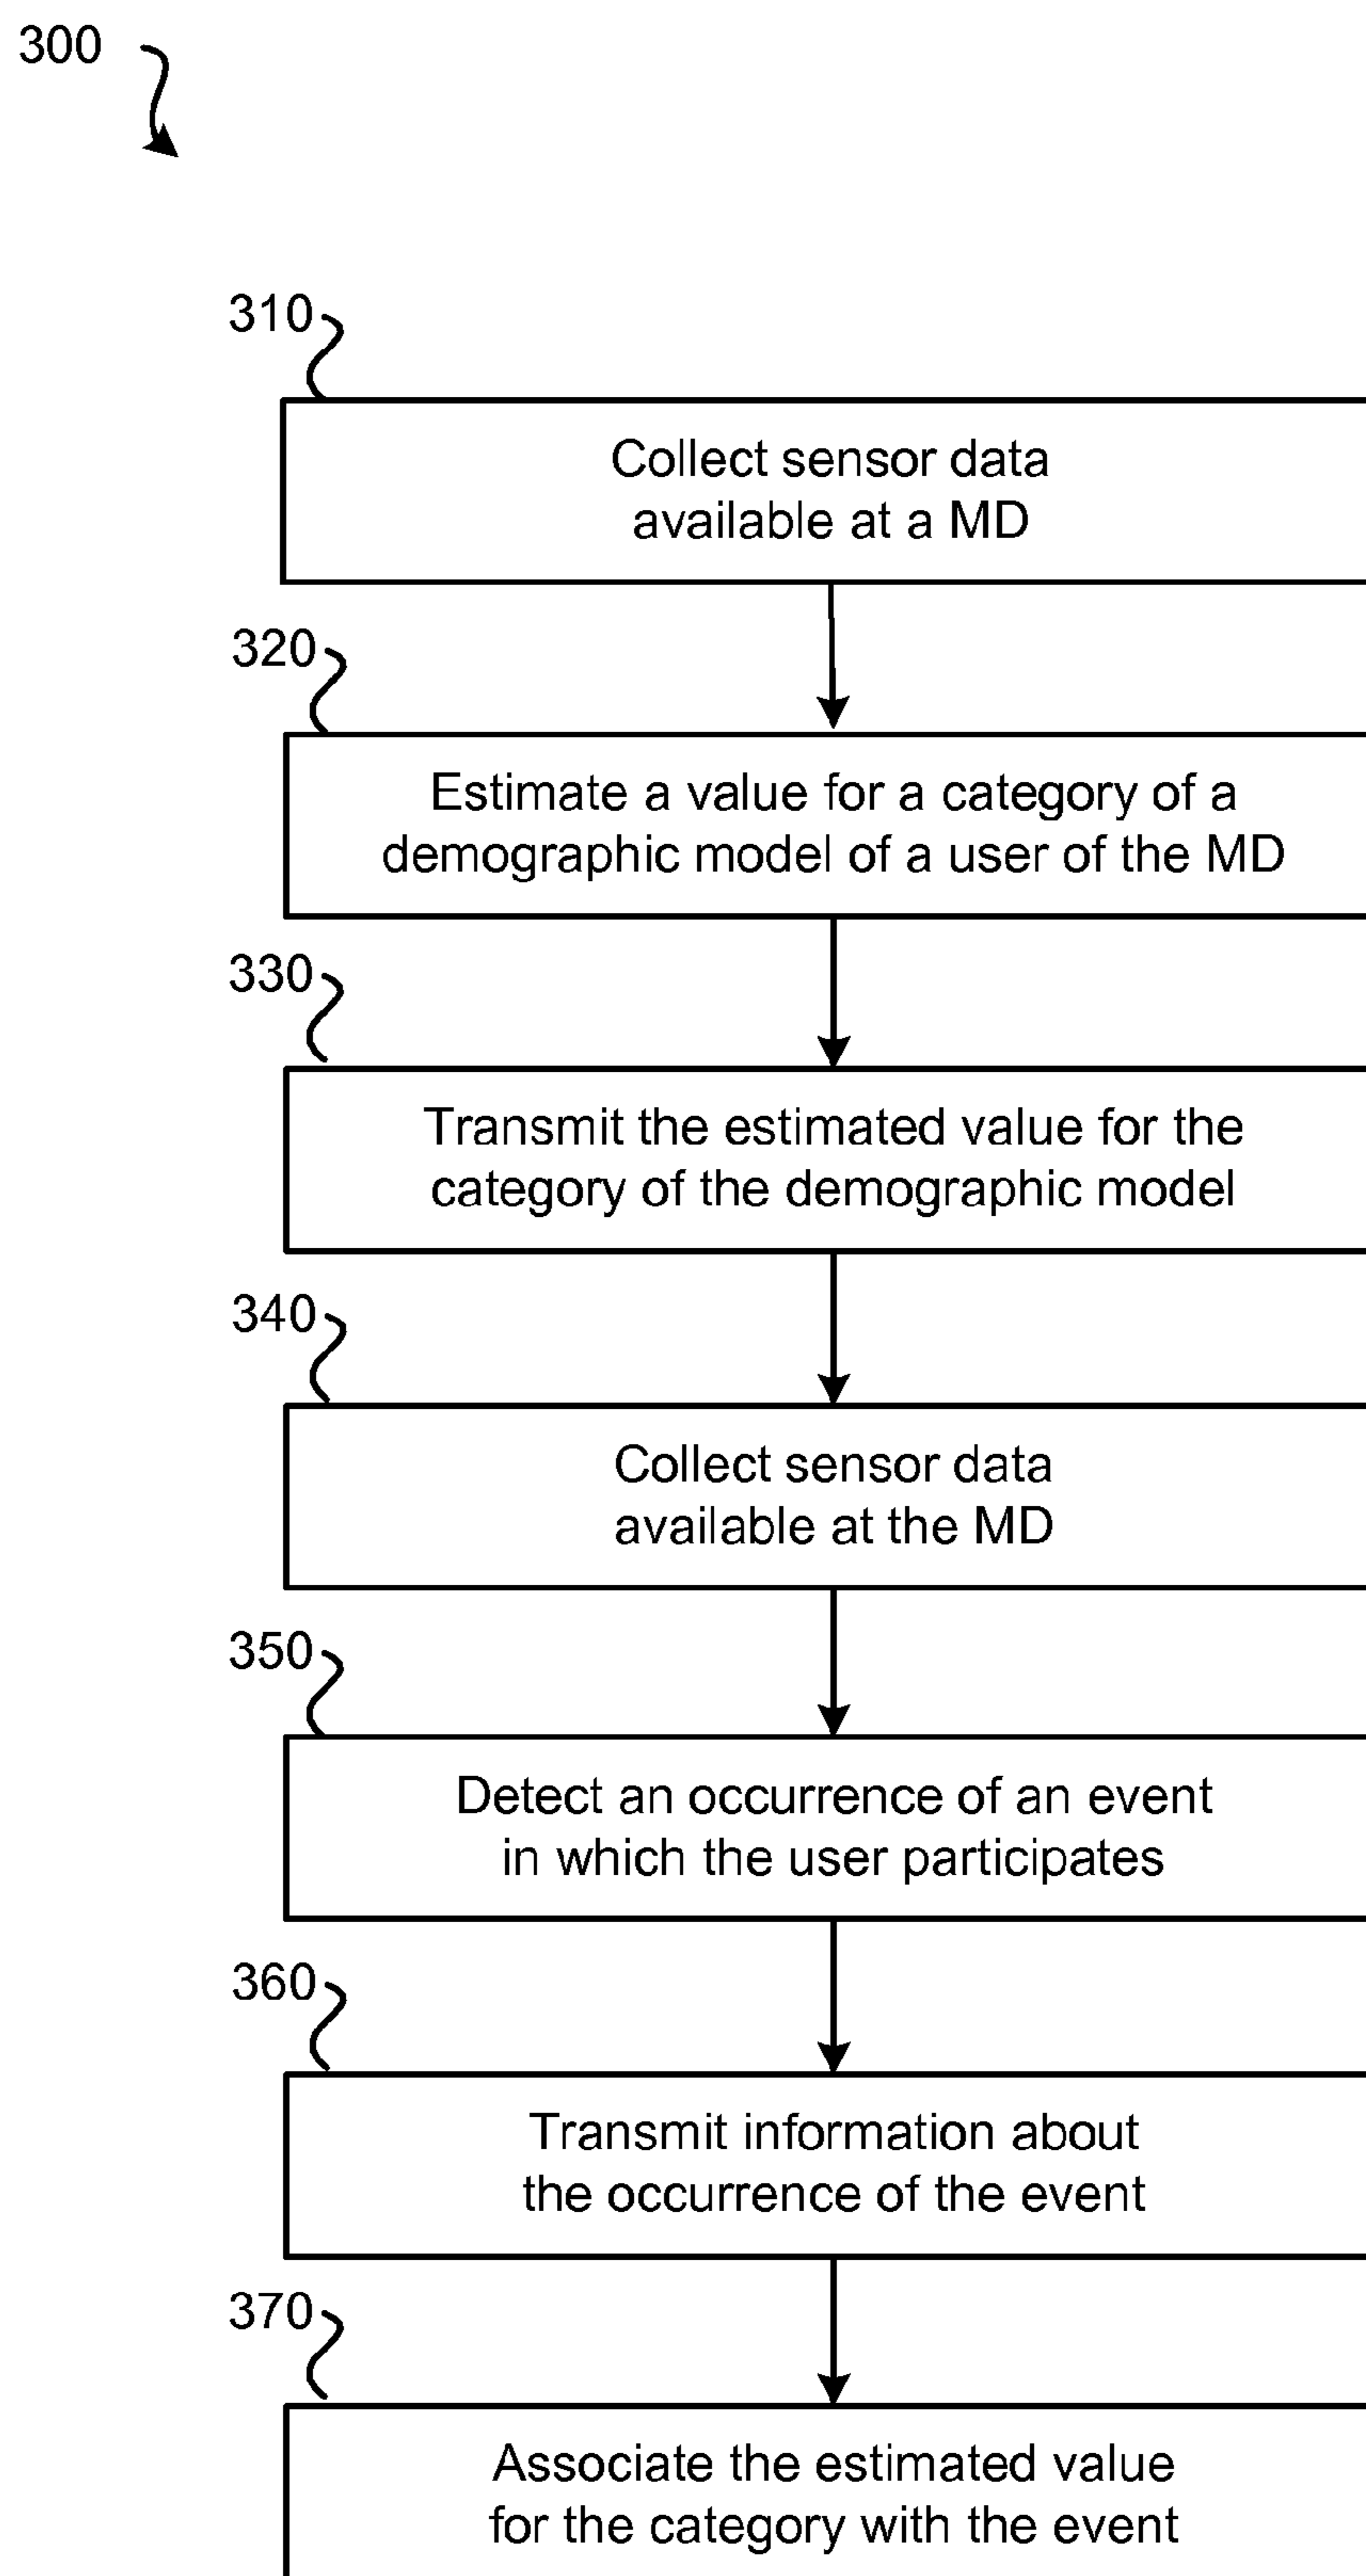 300
310
Collect sensor data
available at a MD
320
Estimate a value for a category of a
demographic model of a user of the MD
330
Transmit the estimated value for the
category of the demographic model
340
Collect sensor data
available at the MD
350
Detect an occurrence of an event
in which the user participates
360
Transmit information about
the occurrence of the event
370
Associate the estimated value
for the category with the event